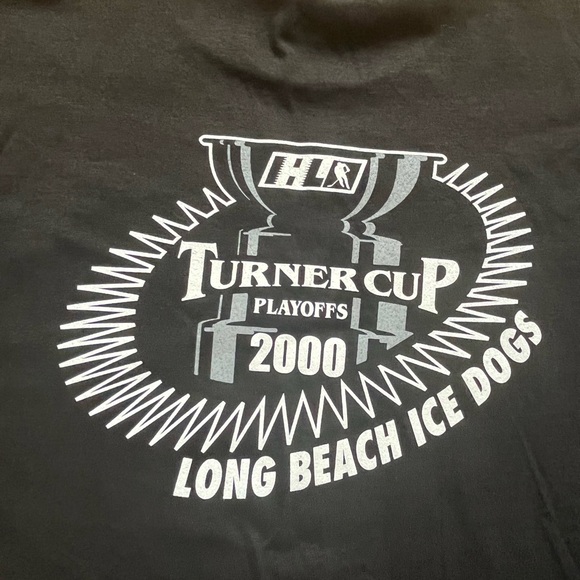 IHL
TURNER CUP
PLAYOFFS
2000
LONG BEACH ICE DOGS